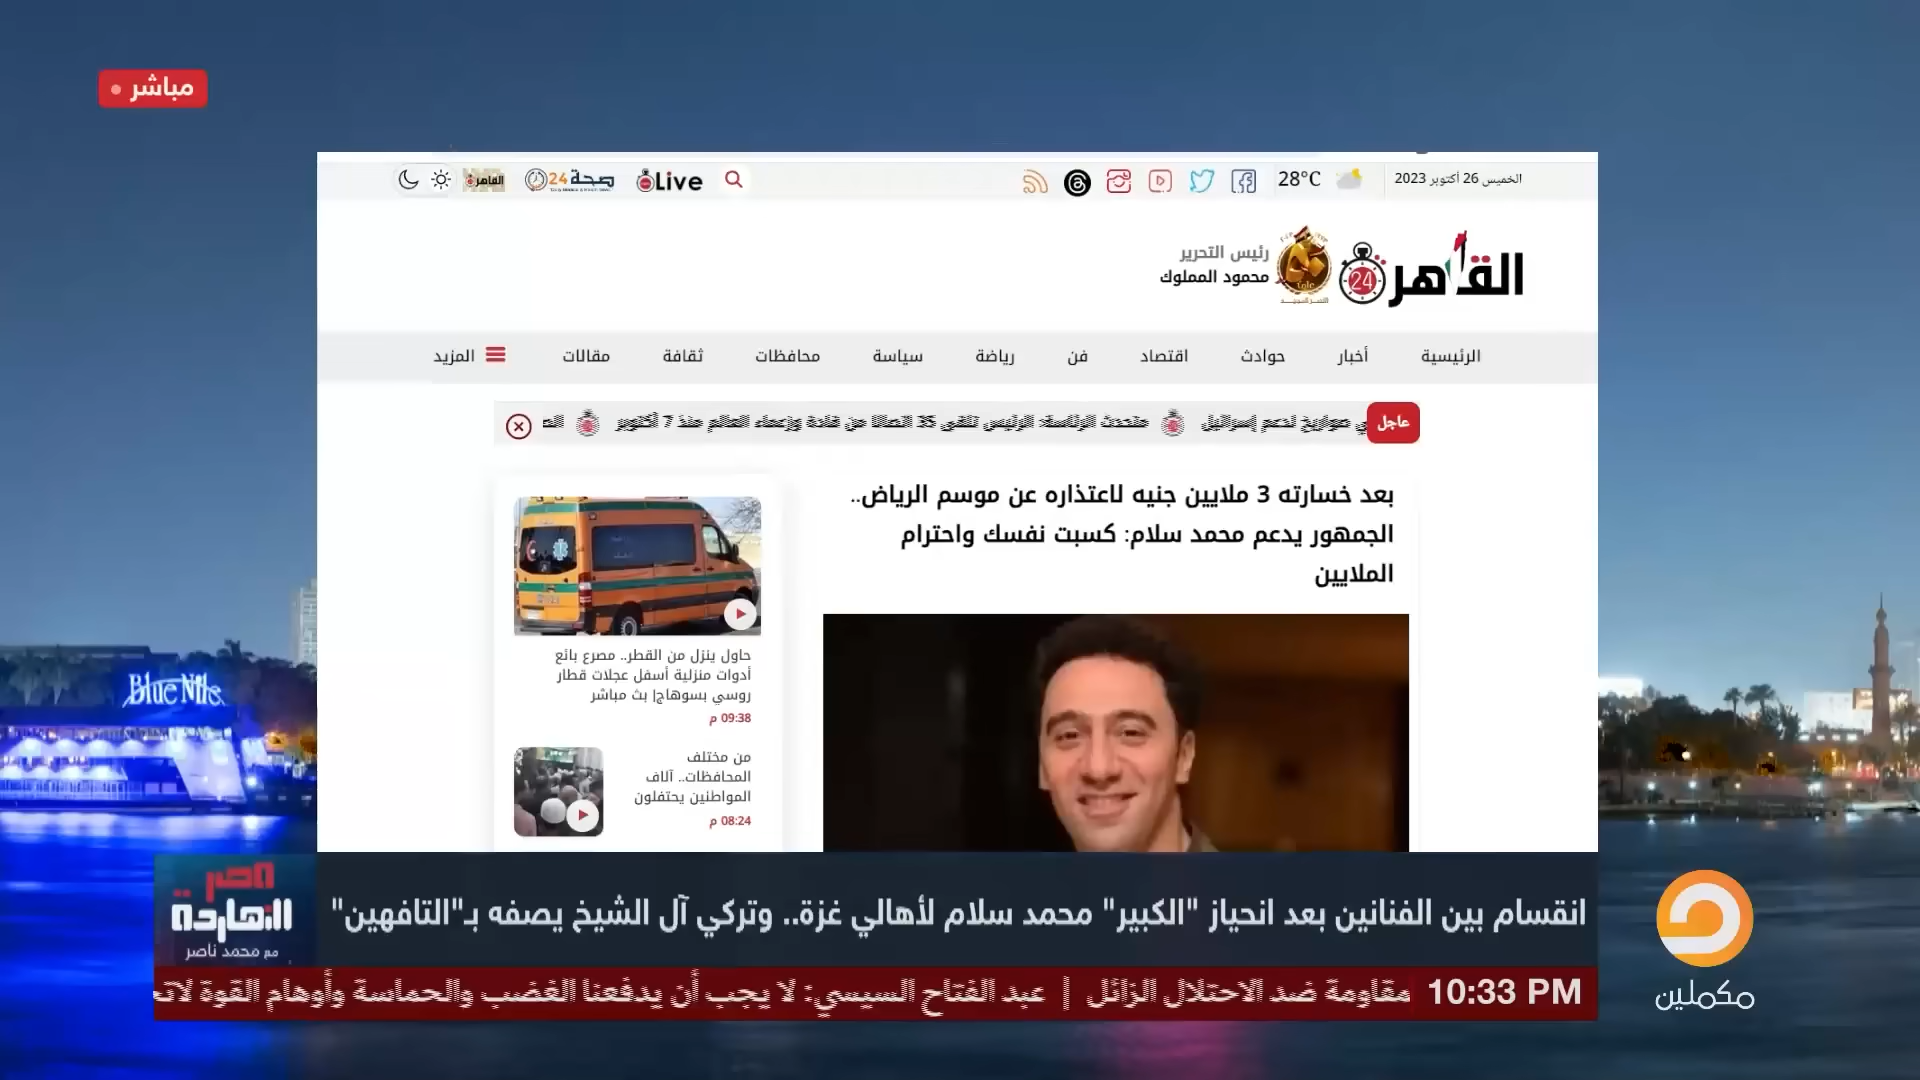 مباشر
الخميس 26 أكتوبر 2023
28°C
Live
صحة 24
القاهرة
القاهرة 24
رئيس التحرير
محمود المملوك
الرئيسية
أخبار
حوادث
اقتصاد
فن
رياضة
سياسة
محافظات
ثقافة
مقالات
المزيد
عاجل
ي صواريخ لدعم إسرائيل
متحدث الرئاسة: الرئيس تلقى 35 اتصالا من قادة وزعماء العالم منذ 7 أكتوبر
بعد خسارته 3 ملايين جنيه لاعتذاره عن موسم الرياض..
الجمهور يدعم محمد سلام: كسبت نفسك واحترام
الملايين
حاول ينزل من القطر.. مصرع بائع
أدوات منزلية أسفل عجلات قطار
روسي بسوهاج| بث مباشر
09:38 م
من مختلف
المحافظات.. آلاف
المواطنين يحتفلون
08:24 م
Blue Nile
انقسام بين الفنانين بعد انحياز "الكبير" محمد سلام لأهالي غزة.. وتركي آل الشيخ يصفه بـ"التافهين"
مصر
النهاردة
مع محمد ناصر
10:33 PM
مقاومة ضد الاحتلال الزائل | عبد الفتاح السيسي: لا يجب أن يدفعنا الغضب والحماسة وأوهام القوة لاتخ
مكملين